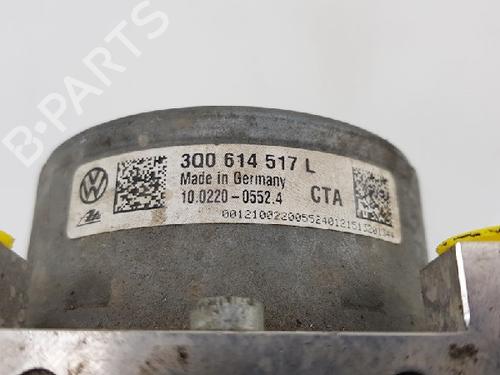 3Q0 614 517 L
Made in Germany
10.0220-0552.4 CTA
B-PARTS